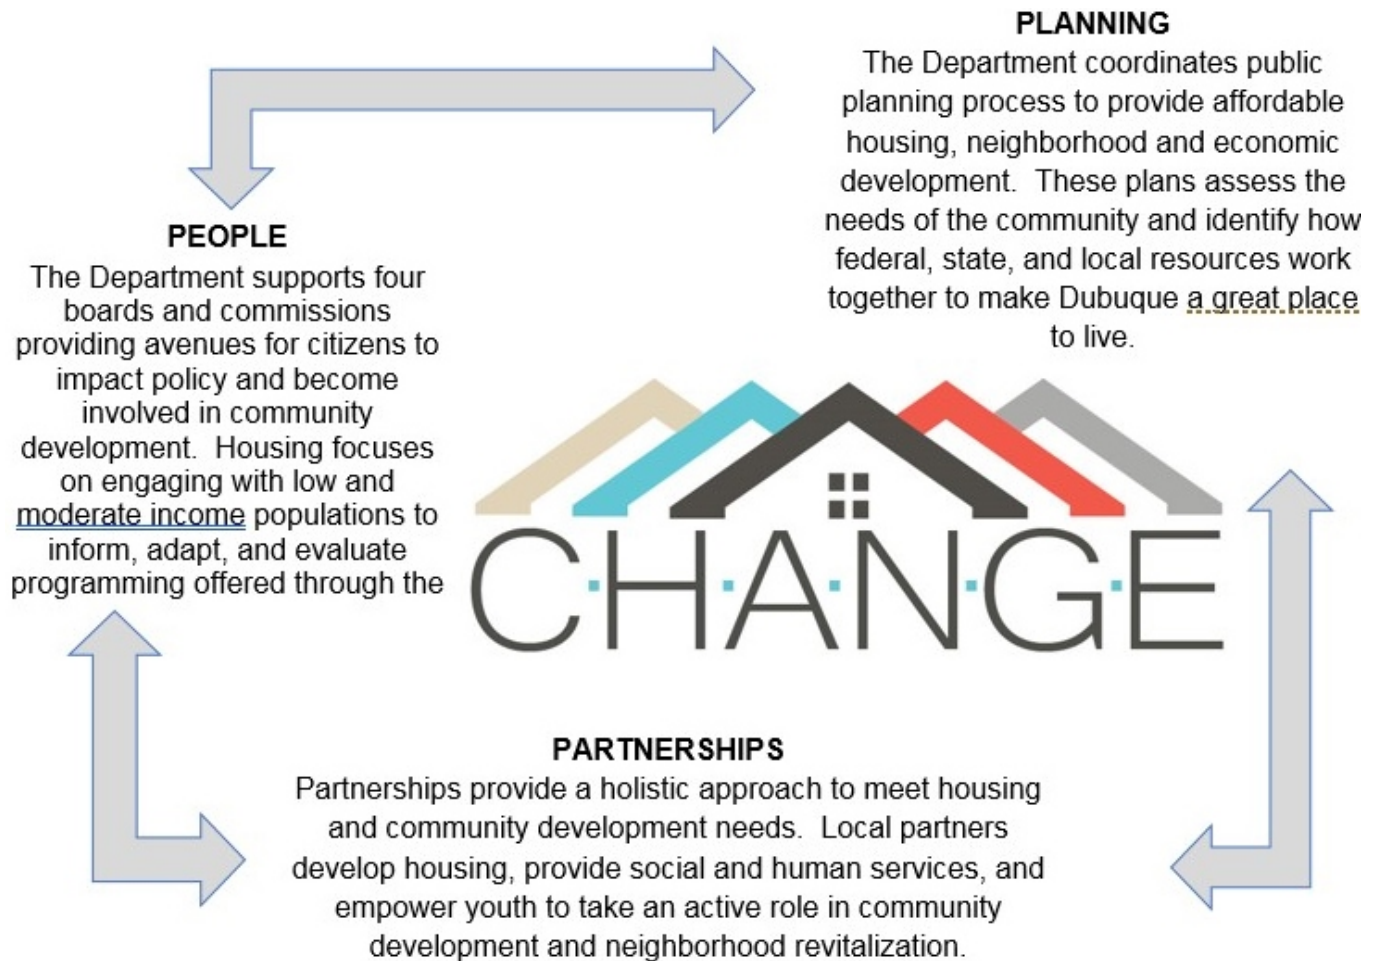 PLANNING
The Department coordinates public
planning process to provide affordable
housing, neighborhood and economic
development.  These plans assess the
needs of the community and identify how
federal, state, and local resources work
together to make Dubuque a great place
to live.
PEOPLE
The Department supports four
boards and commissions
providing avenues for citizens to
impact policy and become
involved in community
development.  Housing focuses
on engaging with low and
moderate income populations to
inform, adapt, and evaluate
programming offered through the
C·H·A·N·G·E
PARTNERSHIPS
Partnerships provide a holistic approach to meet housing
and community development needs.  Local partners
develop housing, provide social and human services, and
empower youth to take an active role in community
development and neighborhood revitalization.